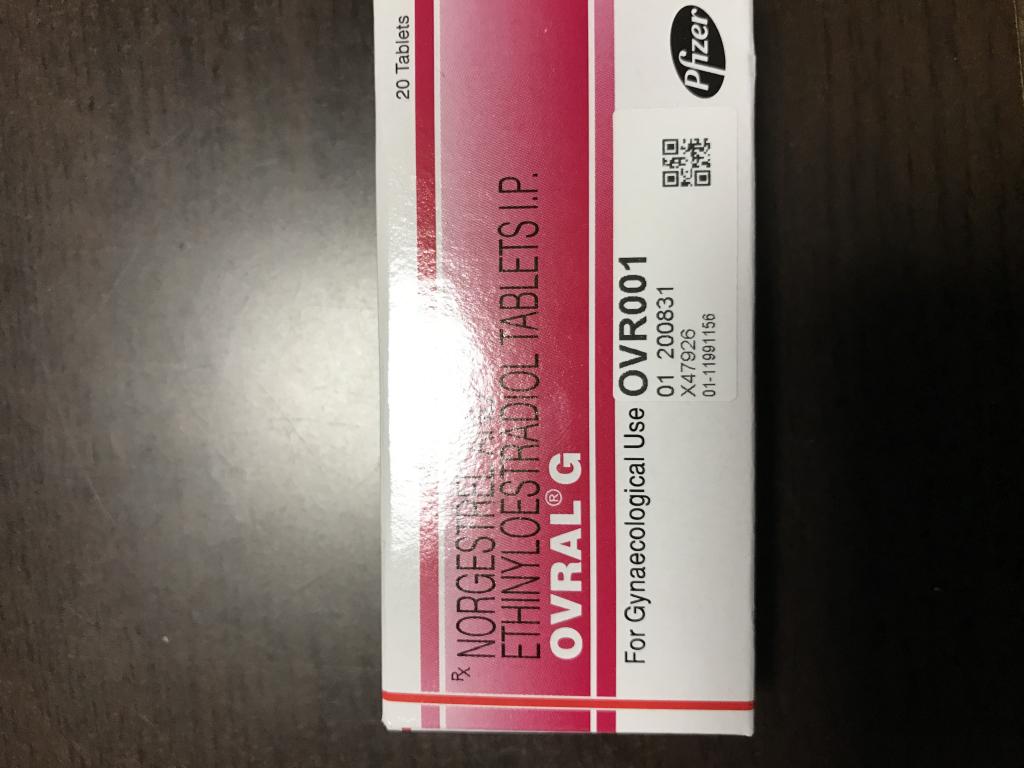 20 Tablets
Rx NORGESTREL AND
ETHINYLOESTRADIOL TABLETS I.P.
OVRAL® G
Pfizer
For Gynaecological Use
OVR001
01 200831
X47926
01-11991156